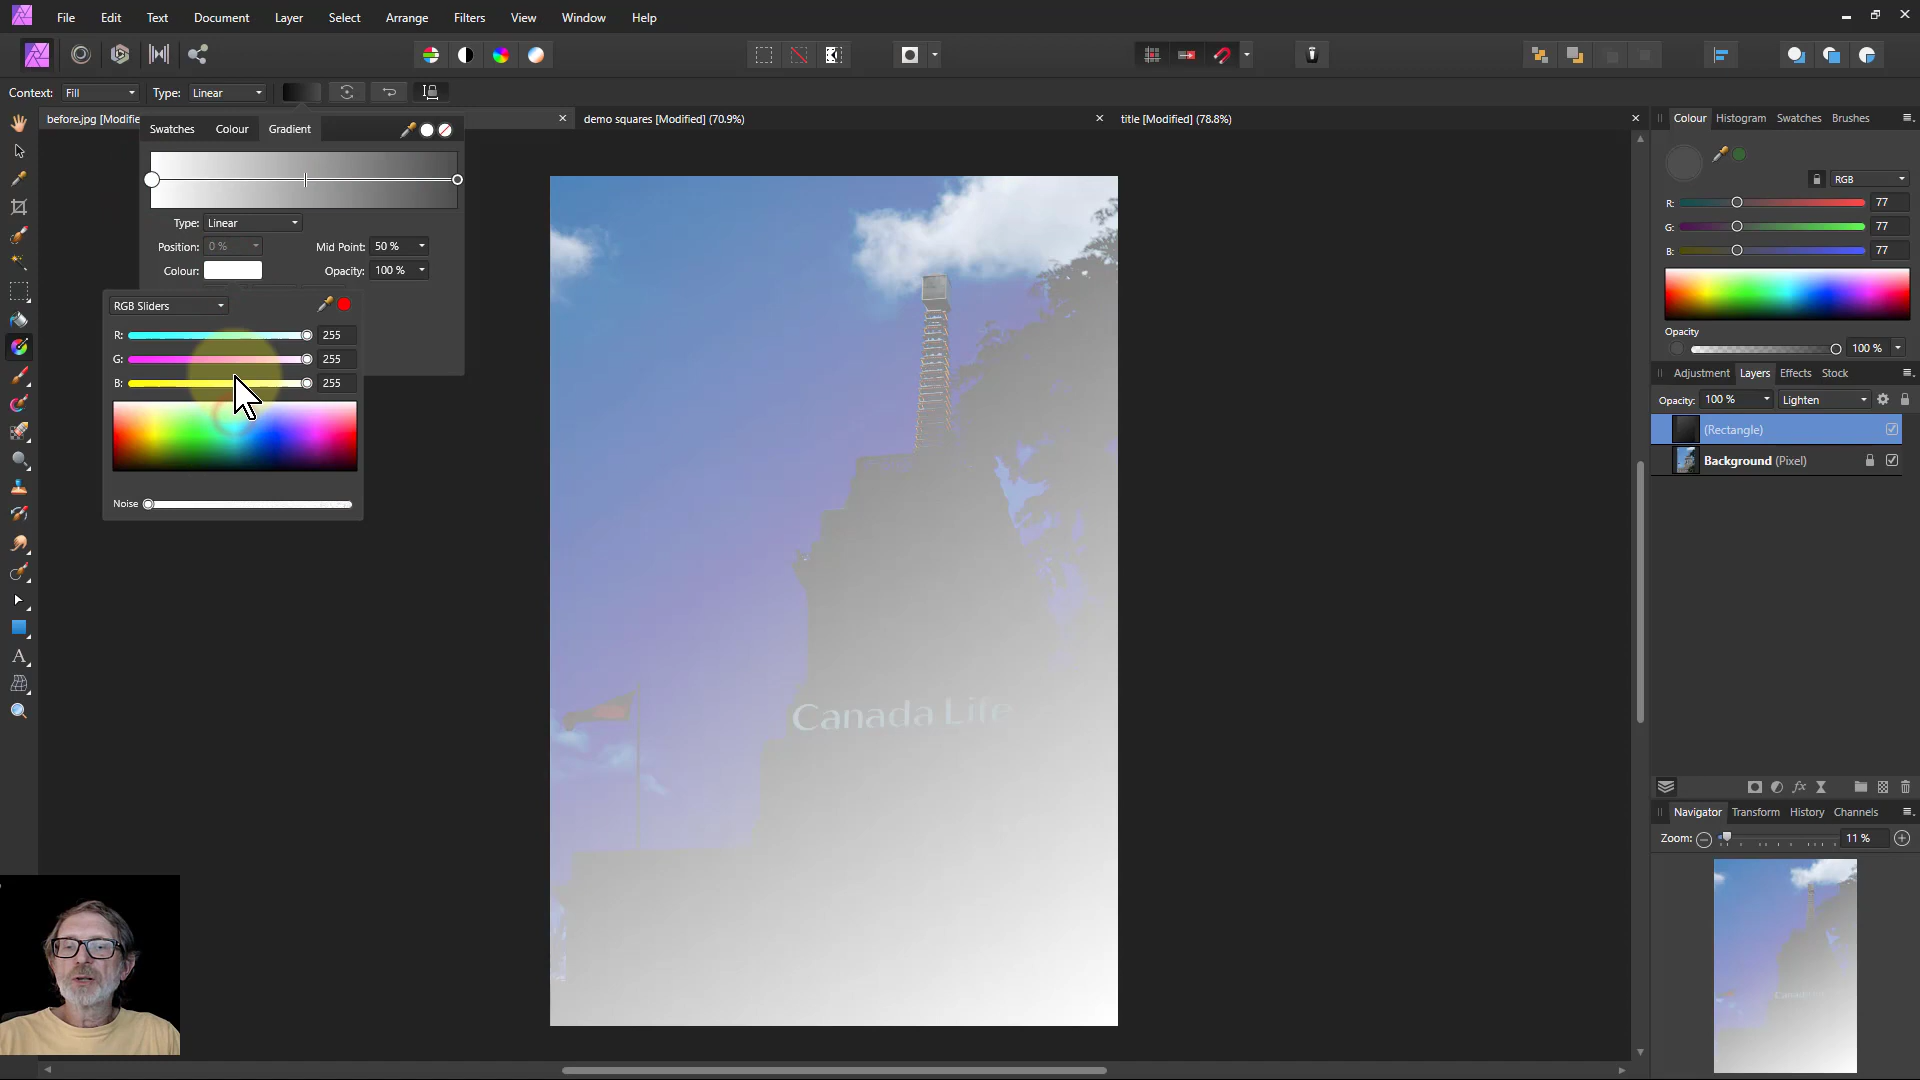 File Edit Text Document Layer Select Arrange Filters View Window Help
Context: Fill Type: Linear
before.jpg [Modifie
demo squares [Modified] (70.9%)
title [Modified] (78.8%)
Swatches Colour Gradient
Type: Linear
Position: 0 % Mid Point: 50 %
Colour: Opacity: 100 %
RGB Sliders
R: 255
G: 255
B: 255
Noise
Canada Life
Colour Histogram Swatches Brushes
RGB
R: 77
G: 77
B: 77
Opacity
100 %
Adjustment Layers Effects Stock
Opacity: 100 % Lighten
(Rectangle)
Background (Pixel)
fx
Navigator Transform History Channels
Zoom: 11 %